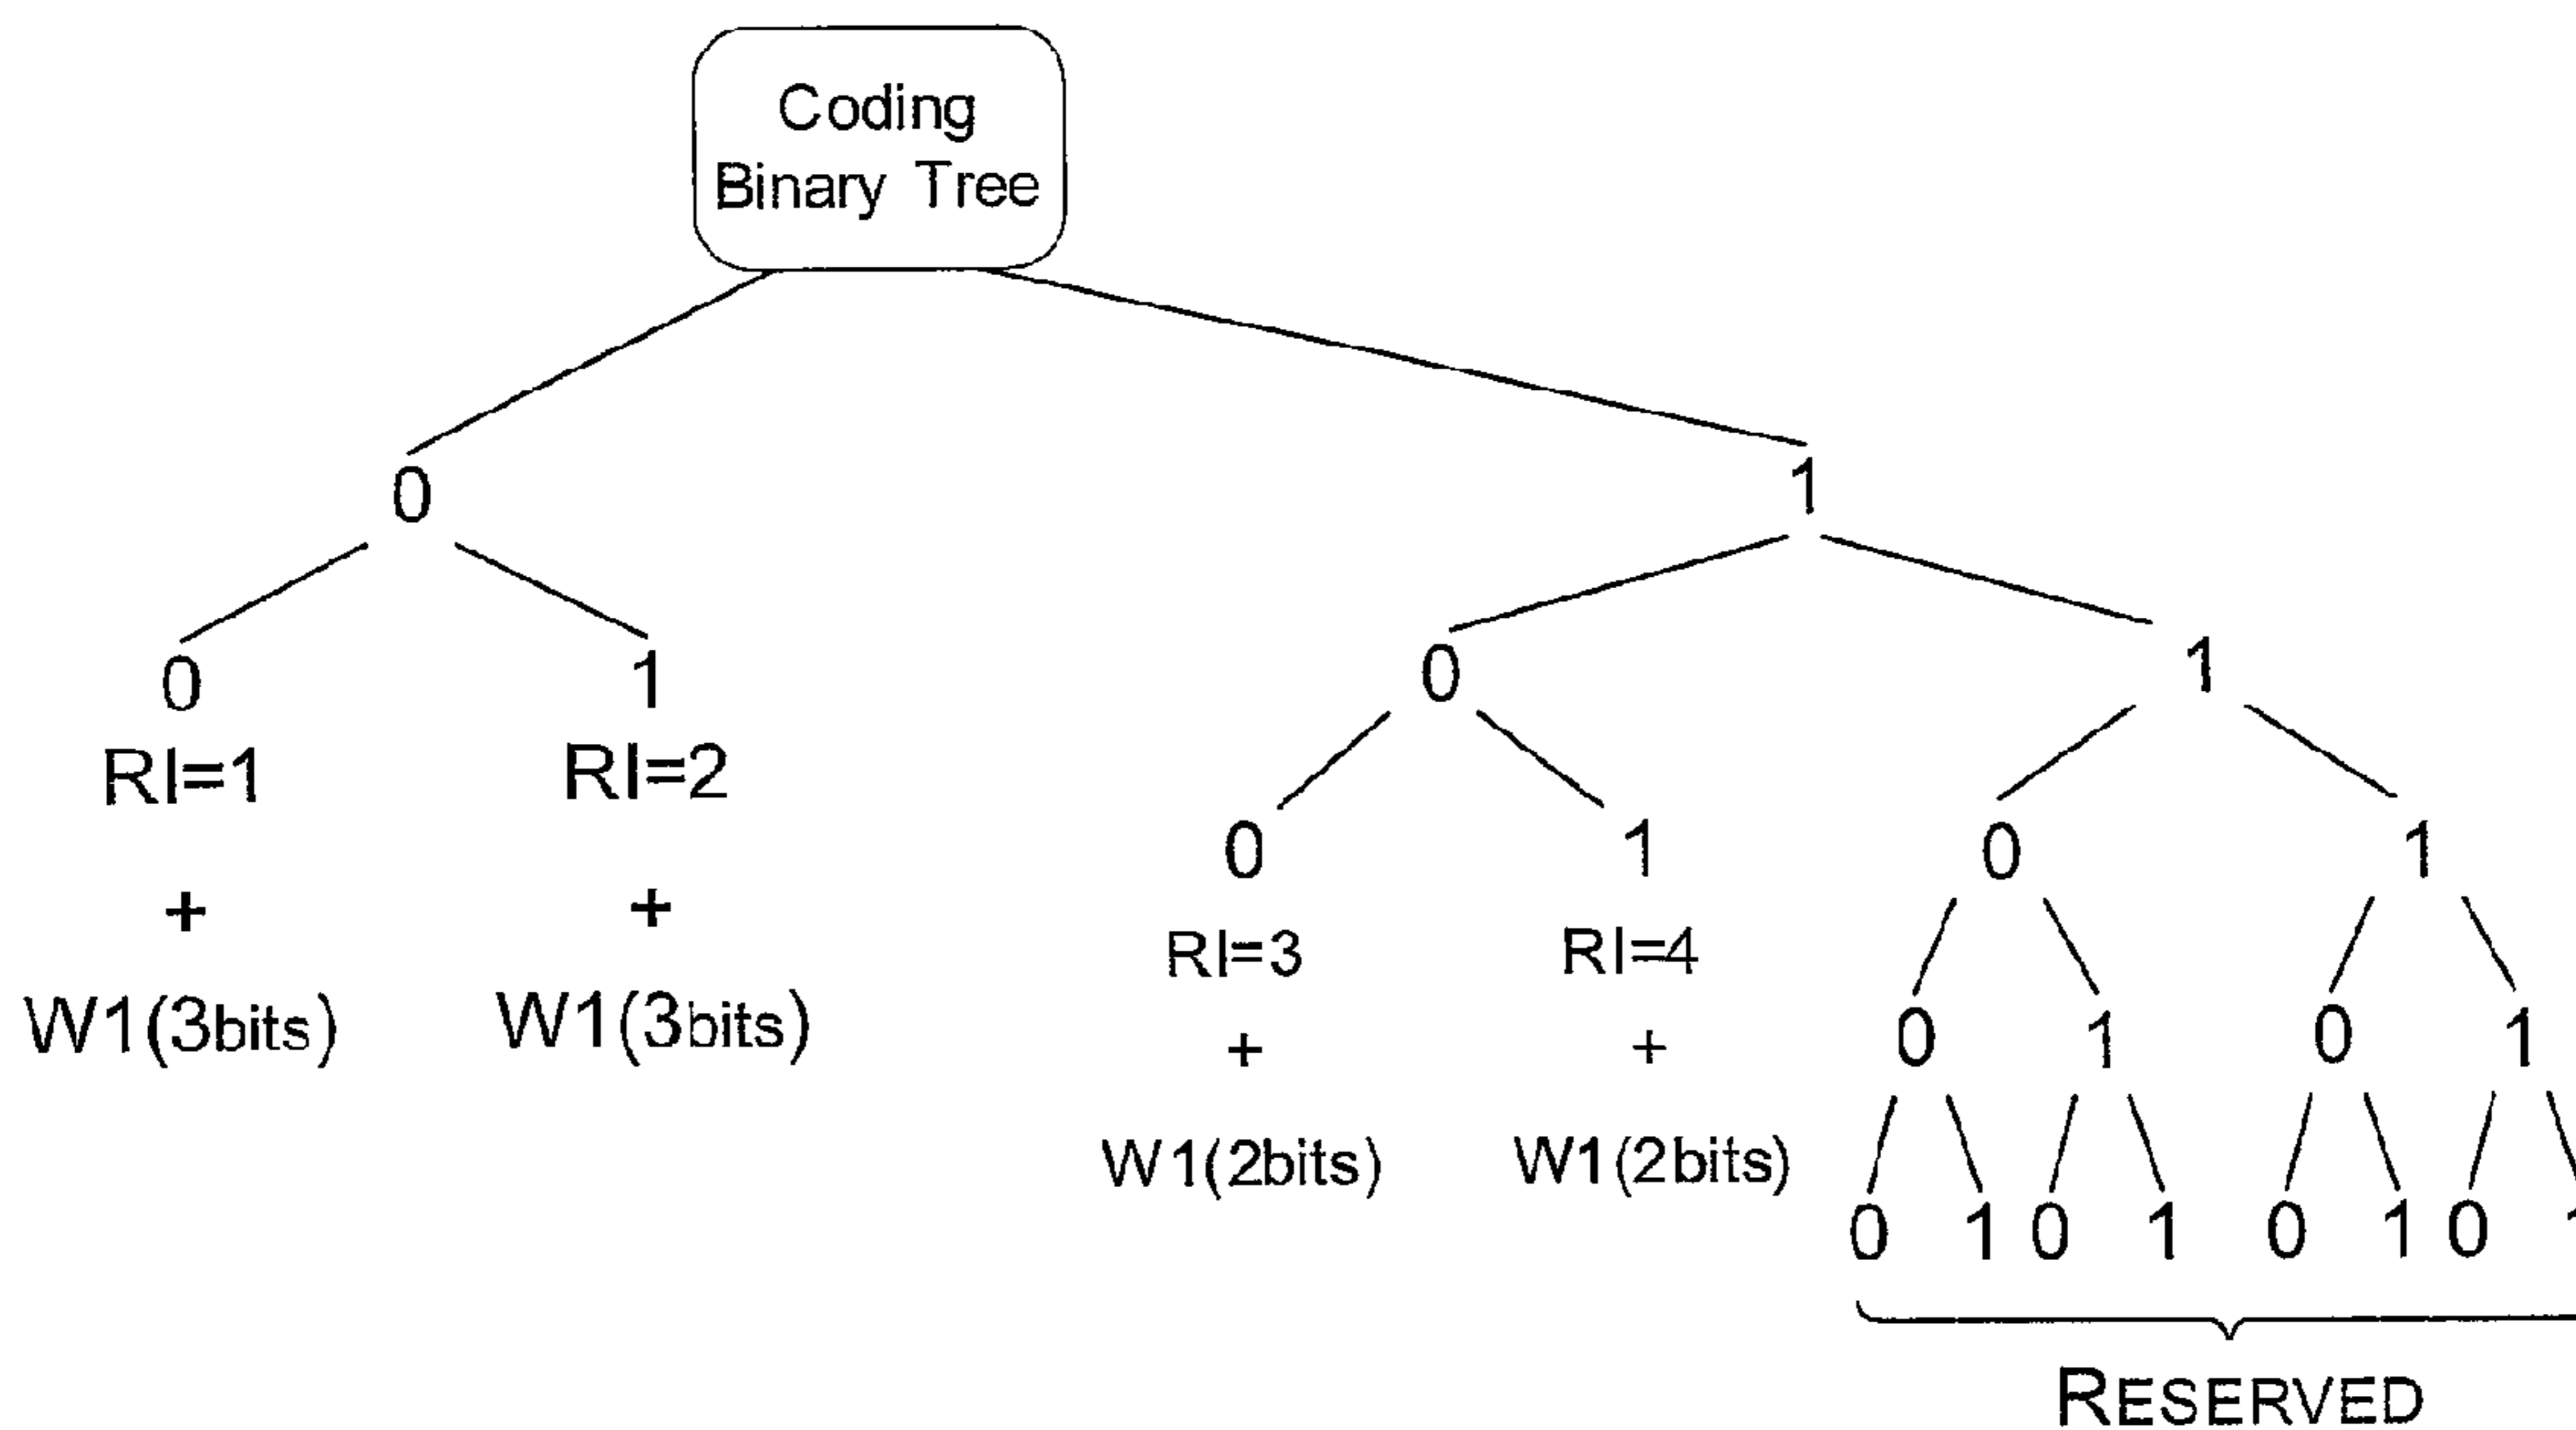 Coding
Binary Tree
0 1
0 1 0 1
RI=1 RI=2
0 1 0 1
+ + RI=3 RI=4
W1(3bits) W1(3bits) + + 0 1 0 1
W1(2bits) W1(2bits)
0 1 0 1 0 1 0 1
RESERVED